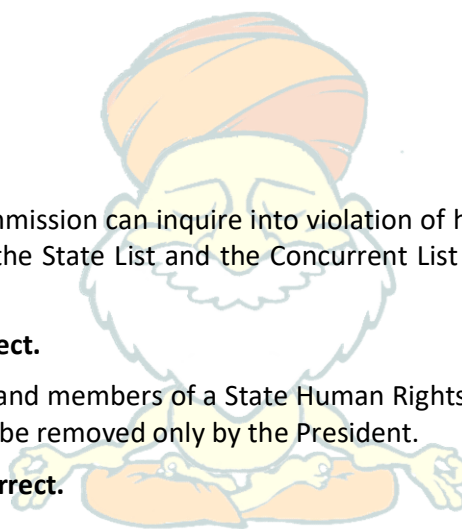 mmission can inquire into violation of h
the State List and the Concurrent List
ect.
and members of a State Human Rights
be removed only by the President.
rrect.